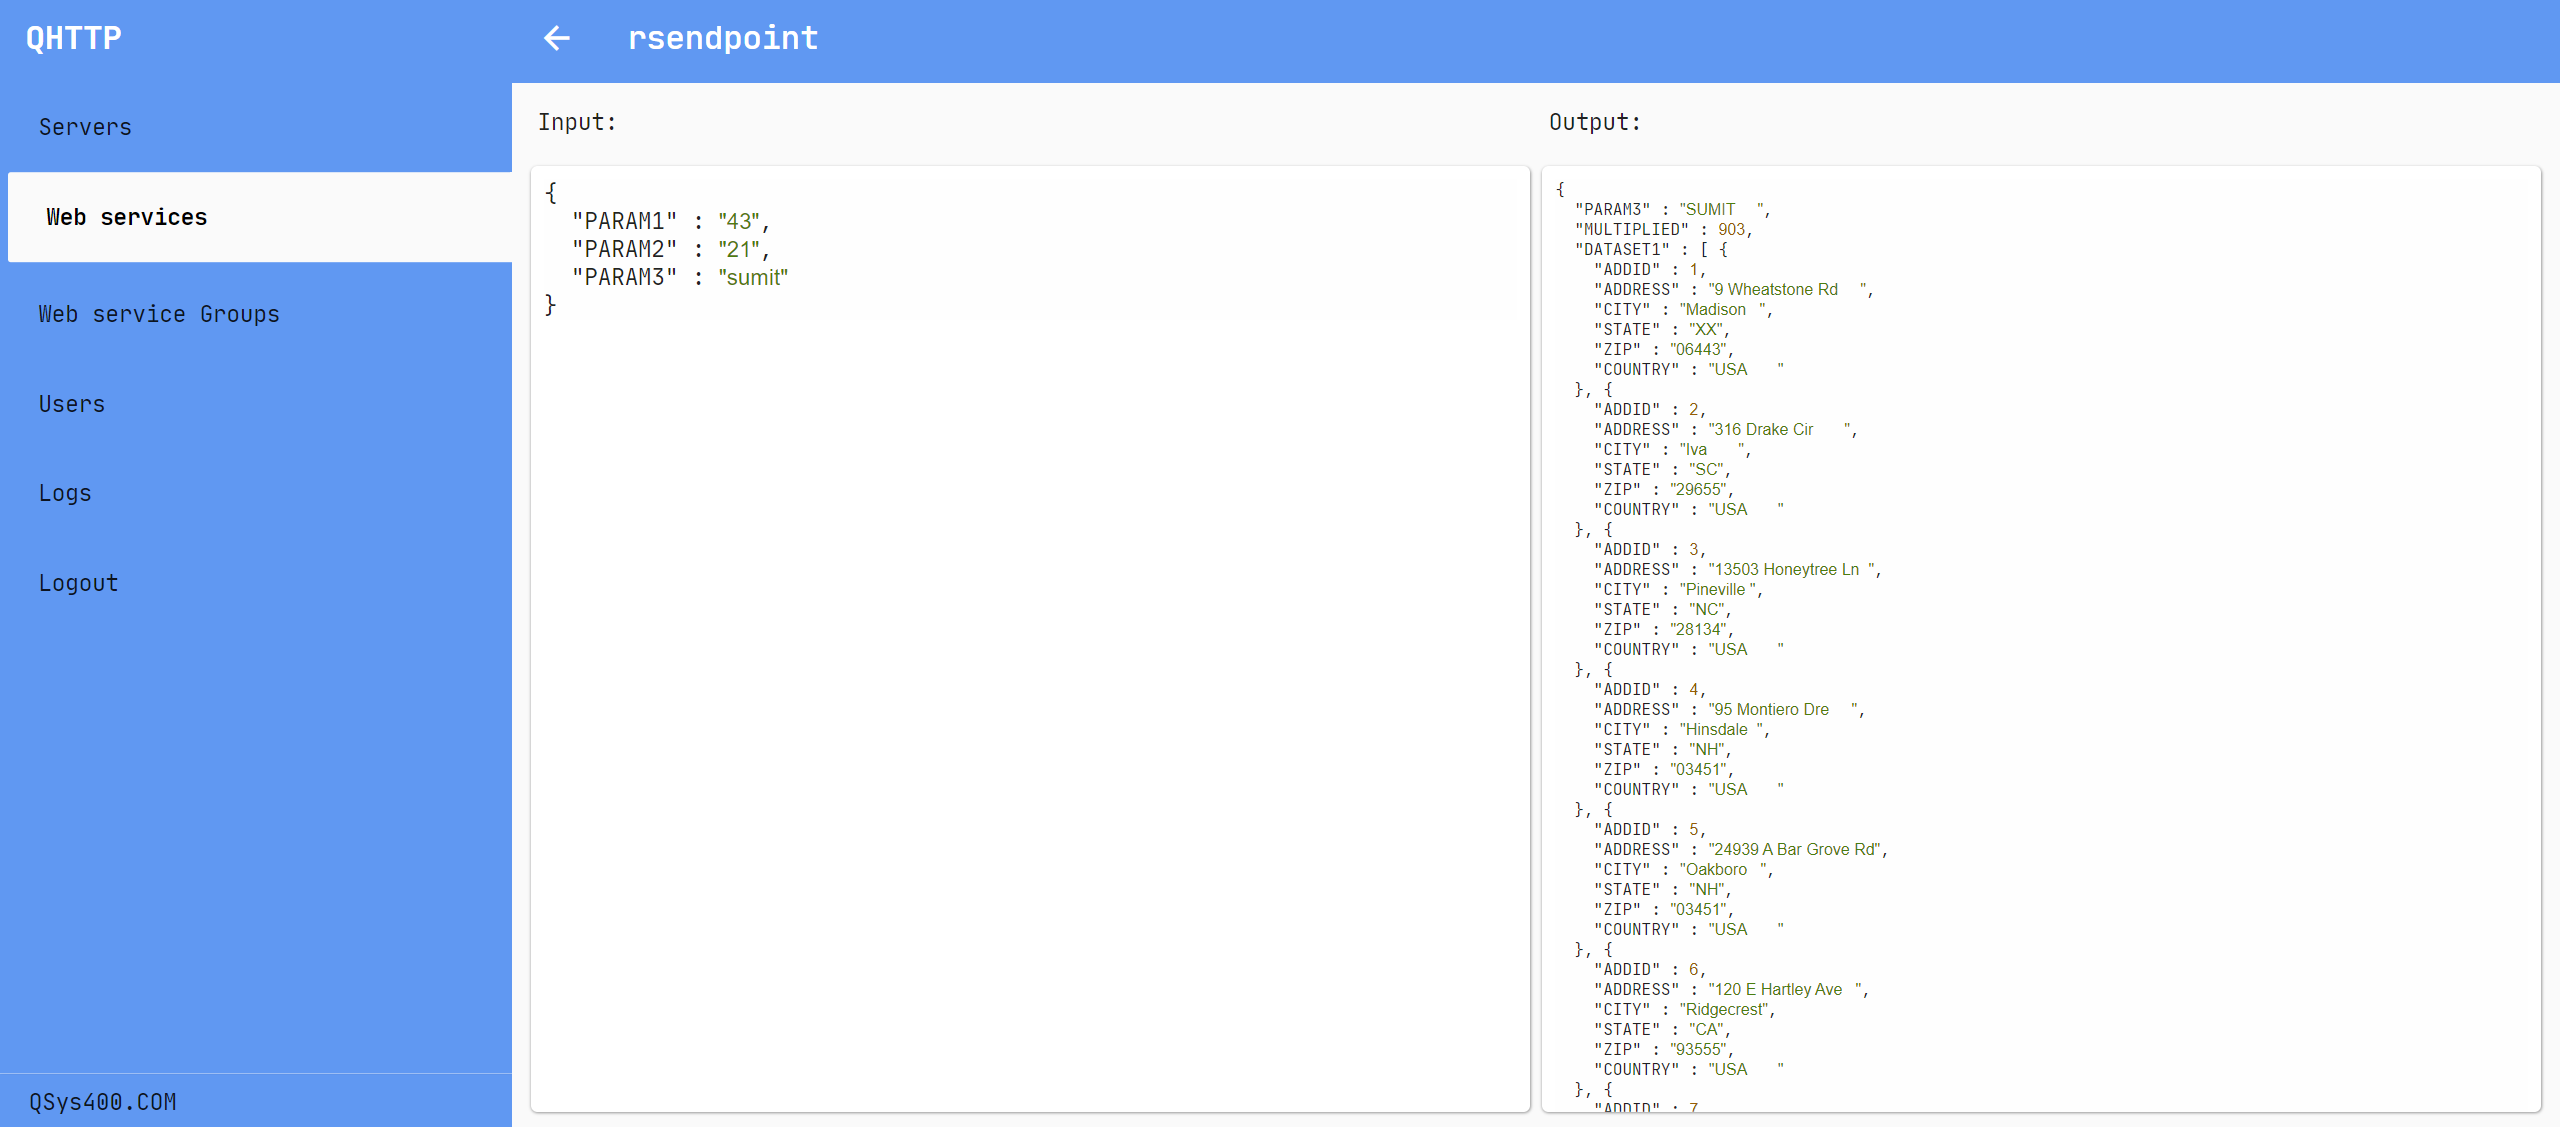 QHTTP
Servers
Web services
Web service Groups
Users
Logs
Logout
QSys400.COM
rsendpoint
Input:
{
  "PARAM1" : "43",
  "PARAM2" : "21",
  "PARAM3" : "sumit"
}
Output:
{
  "PARAM3" : "SUMIT     ",
  "MULTIPLIED" : 903,
  "DATASET1" : [ {
    "ADDID" : 1,
    "ADDRESS" : "9 Wheatstone Rd     ",
    "CITY" : "Madison   ",
    "STATE" : "XX",
    "ZIP" : "06443",
    "COUNTRY" : "USA       "
  }, {
    "ADDID" : 2,
    "ADDRESS" : "316 Drake Cir       ",
    "CITY" : "Iva       ",
    "STATE" : "SC",
    "ZIP" : "29655",
    "COUNTRY" : "USA       "
  }, {
    "ADDID" : 3,
    "ADDRESS" : "13503 Honeytree Ln  ",
    "CITY" : "Pineville ",
    "STATE" : "NC",
    "ZIP" : "28134",
    "COUNTRY" : "USA       "
  }, {
    "ADDID" : 4,
    "ADDRESS" : "95 Montiero Dre     ",
    "CITY" : "Hinsdale  ",
    "STATE" : "NH",
    "ZIP" : "03451",
    "COUNTRY" : "USA       "
  }, {
    "ADDID" : 5,
    "ADDRESS" : "24939 A Bar Grove Rd",
    "CITY" : "Oakboro   ",
    "STATE" : "NH",
    "ZIP" : "03451",
    "COUNTRY" : "USA       "
  }, {
    "ADDID" : 6,
    "ADDRESS" : "120 E Hartley Ave   ",
    "CITY" : "Ridgecrest",
    "STATE" : "CA",
    "ZIP" : "93555",
    "COUNTRY" : "USA       "
  }, {
    "ADDID" : 7,